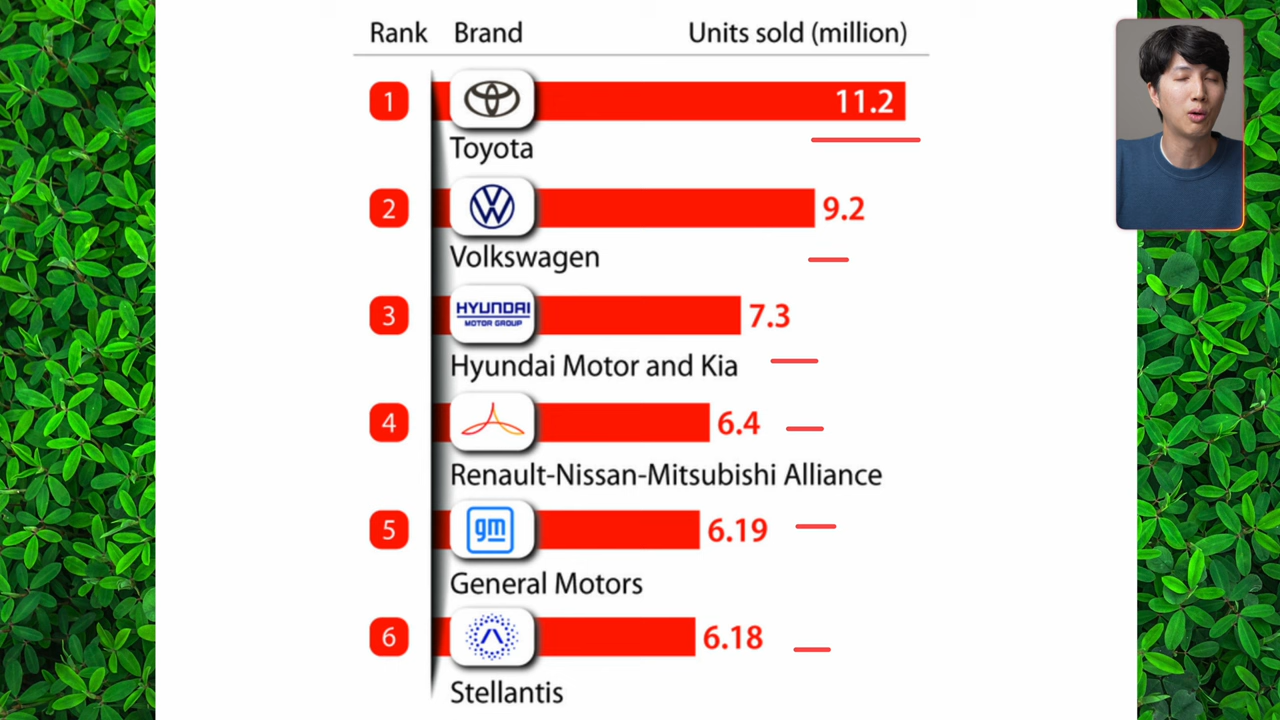 Rank Brand Units sold (million)
1 11.2
Toyota
2 9.2
Volkswagen
3 HYUNDAI 7.3
MOTOR GROUP
Hyundai Motor and Kia
4 6.4
Renault-Nissan-Mitsubishi Alliance
5 gm 6.19
General Motors
6 6.18
Stellantis